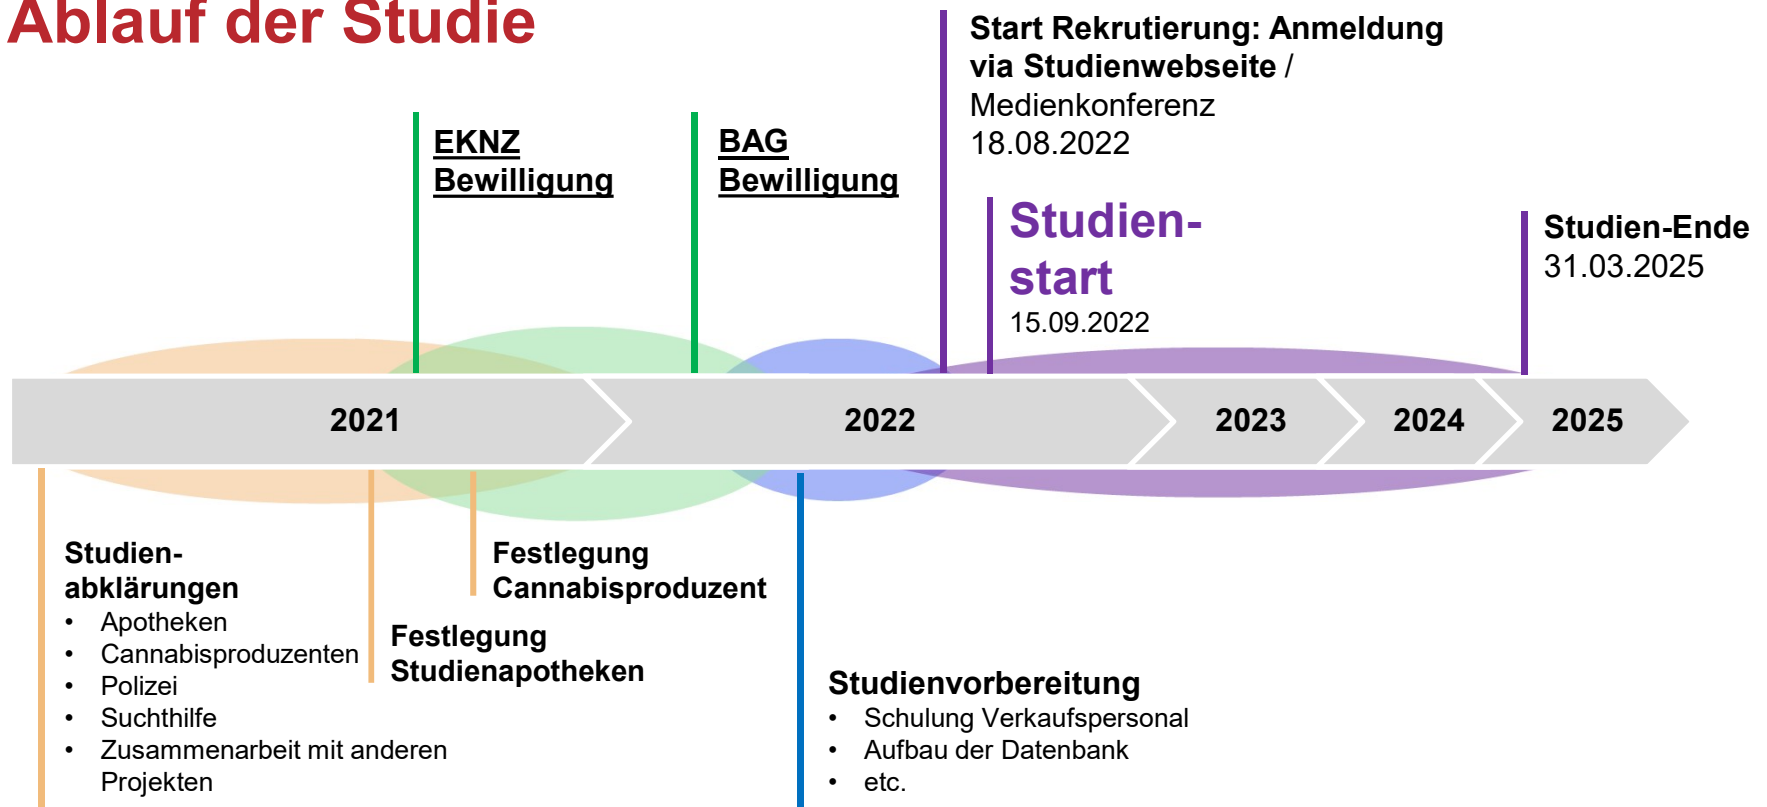 Ablauf der Studie
Start Rekrutierung: Anmeldung
via Studienwebseite /
Medienkonferenz
18.08.2022
EKNZ
Bewilligung
BAG
Bewilligung
Studien-
start
15.09.2022
Studien-Ende
31.03.2025
2021
2022
2023
2024
2025
Studien-
abklärungen
• Apotheken
• Cannabisproduzenten
• Polizei
• Suchthilfe
• Zusammenarbeit mit anderen
Projekten
Festlegung
Cannabisproduzent
Festlegung
Studienapotheken
Studienvorbereitung
• Schulung Verkaufspersonal
• Aufbau der Datenbank
• etc.